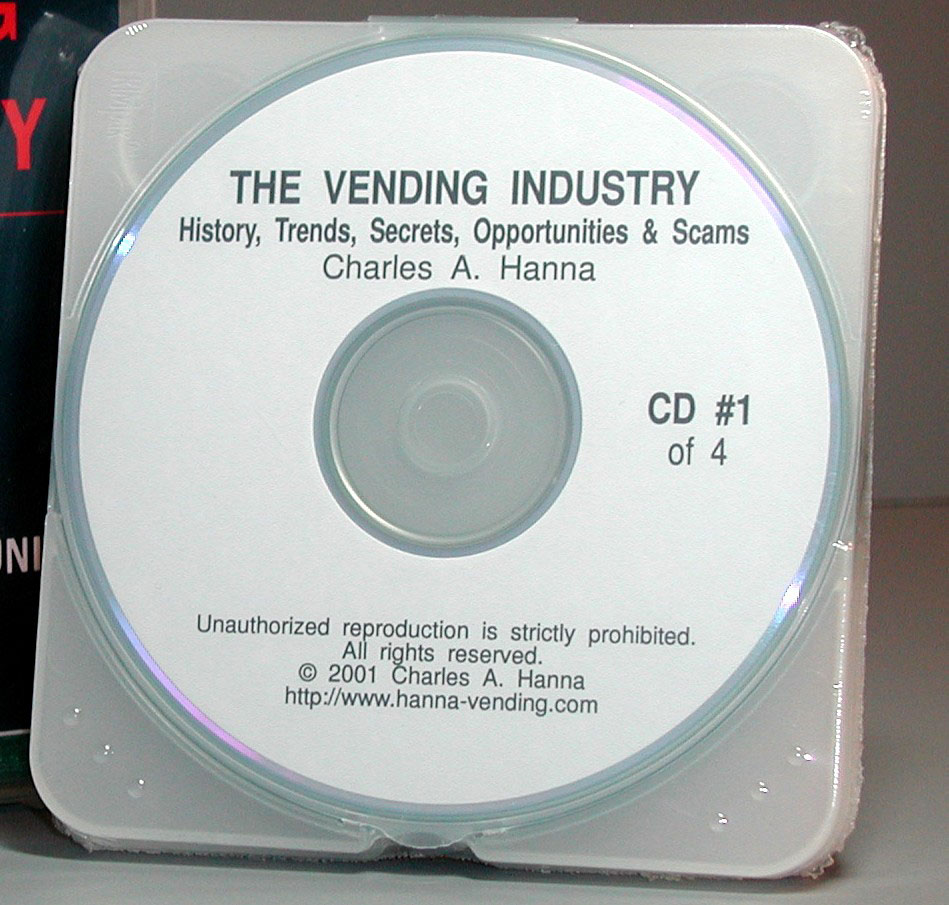 G
Y
UNI
THE VENDING INDUSTRY
History, Trends, Secrets, Opportunities & Scams
Charles A. Hanna
CD #1
of 4
Unauthorized reproduction is strictly prohibited.
All rights reserved.
© 2001 Charles A. Hanna
http://www.hanna-vending.com